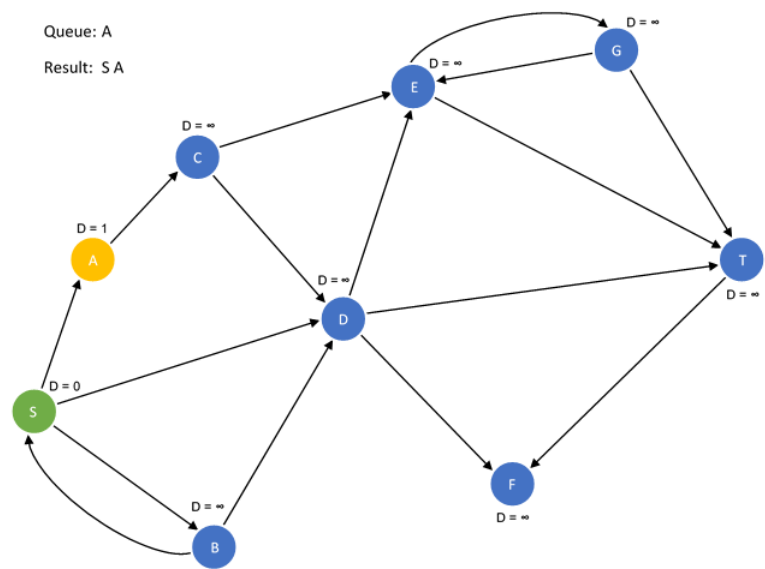 Queue: A
D = ∞
G
Result: S A
D = ∞
E
D = ∞
C
D = 1
A
T
D = ∞
D = ∞
D
D = 0
S
F
D = ∞
D = ∞
B